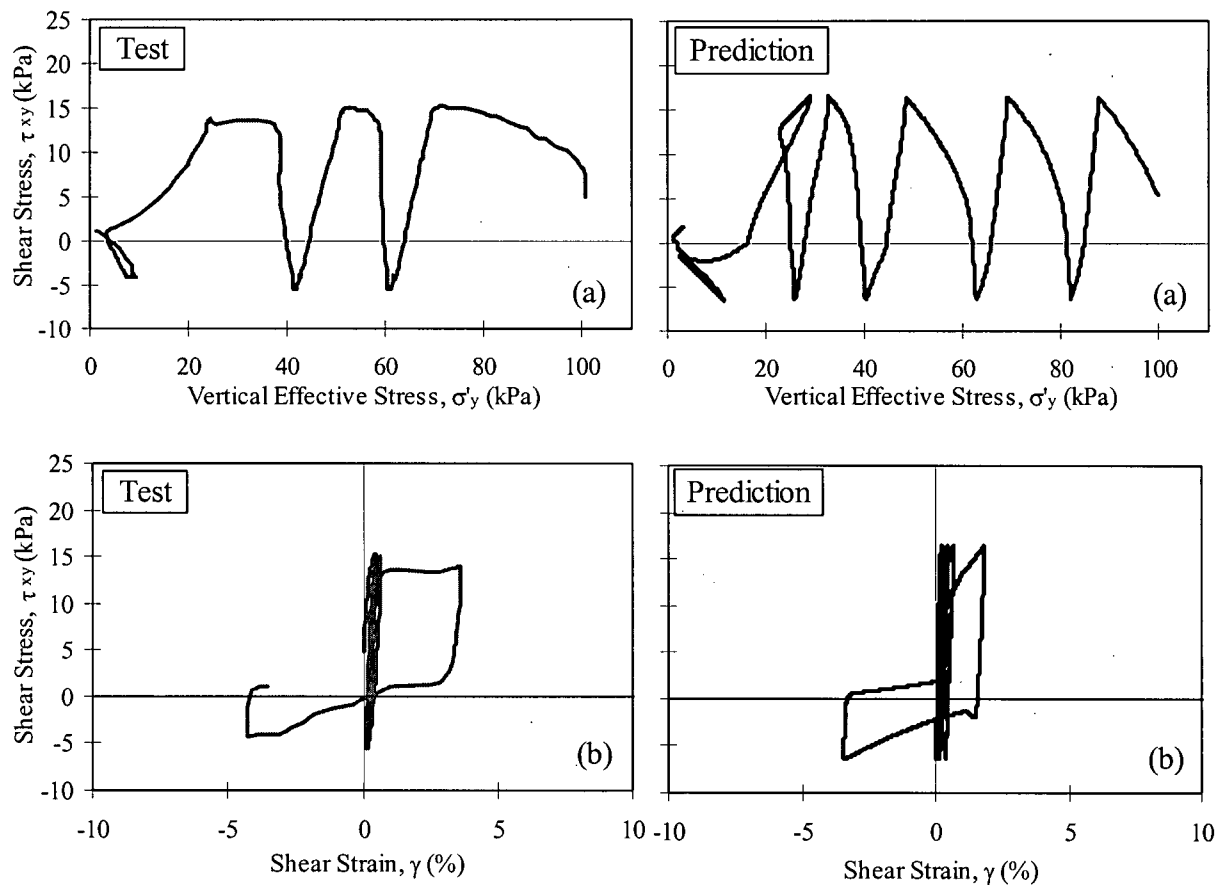 Test
Prediction
Shear Stress, τ xy (kPa)
25
20
15
10
5
0
-5
-10
(a)
(a)
0 20 40 60 80 100
0 20 40 60 80 100
Vertical Effective Stress, σ'y (kPa)
Vertical Effective Stress, σ'y (kPa)
Test
Prediction
Shear Stress, τ xy (kPa)
25
20
15
10
5
0
-5
-10
(b)
(b)
-10 -5 0 5 10
-10 -5 0 5 10
Shear Strain, γ (%)
Shear Strain, γ (%)